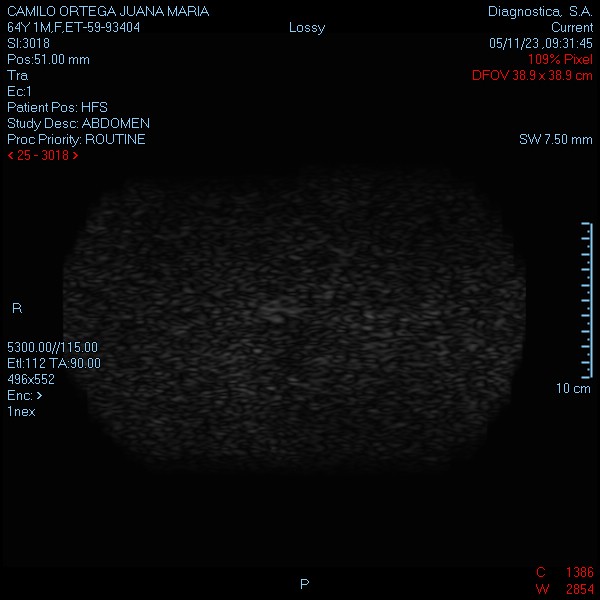 CAMILO ORTEGA JUANA MARIA
64Y 1M,F,ET-59-93404
SI:3018
Pos:51.00 mm
Tra
Ec:1
Patient Pos: HFS
Study Desc: ABDOMEN
Proc Priority: ROUTINE
< 25 - 3018 >
Lossy
Diagnostica, S.A.
Current
05/11/23 ,09:31:45
109% Pixel
DFOV 38.9 x 38.9 cm
SW 7.50 mm
R
5300.00//115.00
Etl:112 TA:90.00
496x552
Enc: >
1nex
10 cm
P
C 1386
W 2854